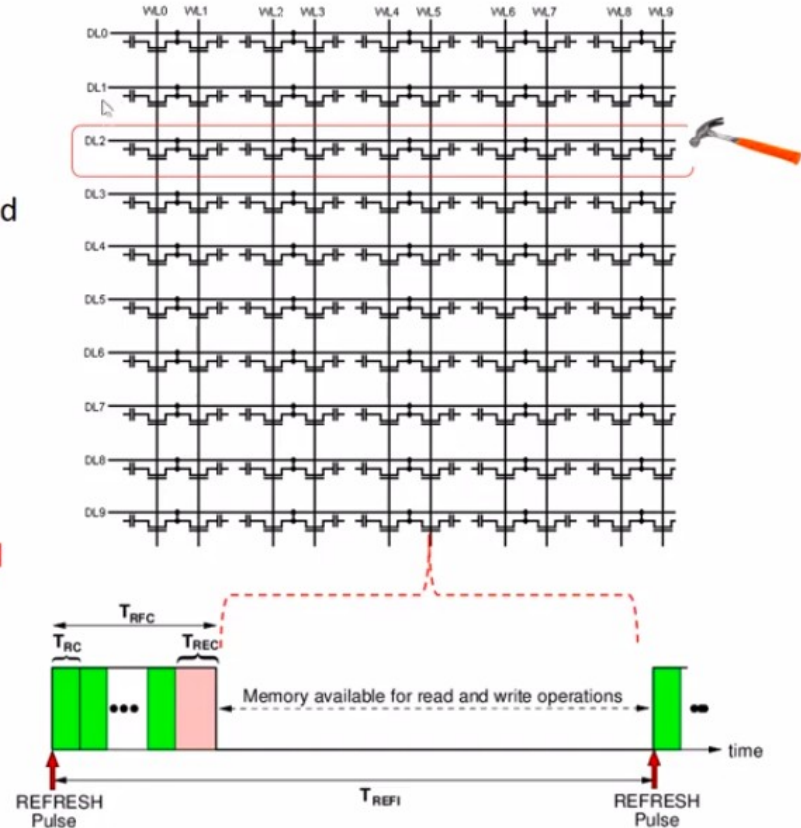 WL0 WL1 WL2 WL3 WL4 WL5 WL6 WL7 WL8 WL9
DL0
DL1
DL2
DL3
d
DL4
DL5
DL6
DL7
DL8
DL9
TRFC
TRC TREC
Memory available for read and write operations
time
TREFI
REFRESH Pulse
REFRESH Pulse